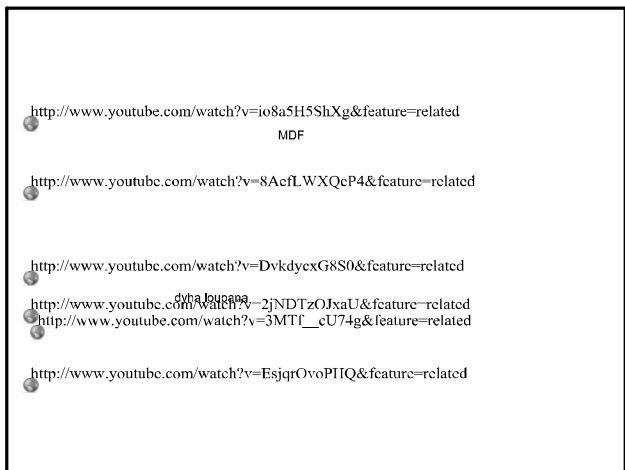 http://www.youtube.com/watch?v=io8a5H5ShXg&feature=related
MDF
http://www.youtube.com/watch?v=8AefLWXQeP4&feature=related
http://www.youtube.com/watch?v=DvkdyexG8S0&feature=related
dyha loupana
http://www.youtube.com/watch?v=2jNDTzOJxaU&feature=related
http://www.youtube.com/watch?v=3MTf__cU74g&feature=related
http://www.youtube.com/watch?v=EsjqrOvoPHQ&feature=related